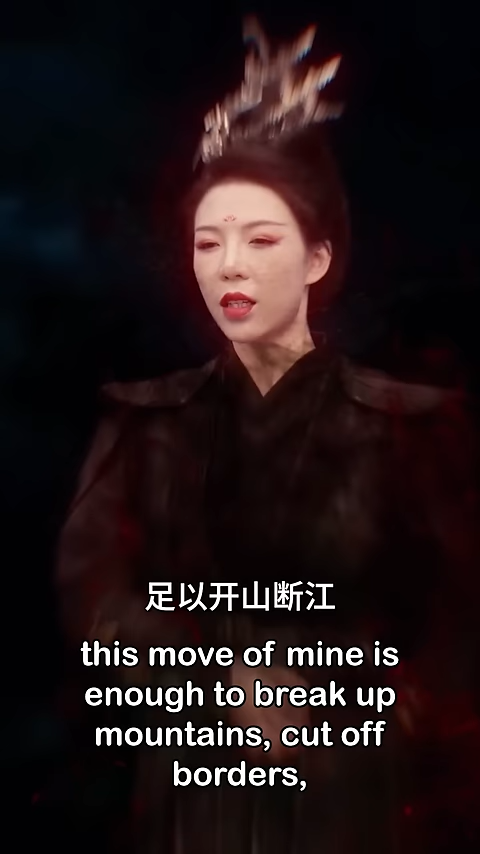 足以开山断江
this move of mine is
enough to break up
mountains, cut off
borders,